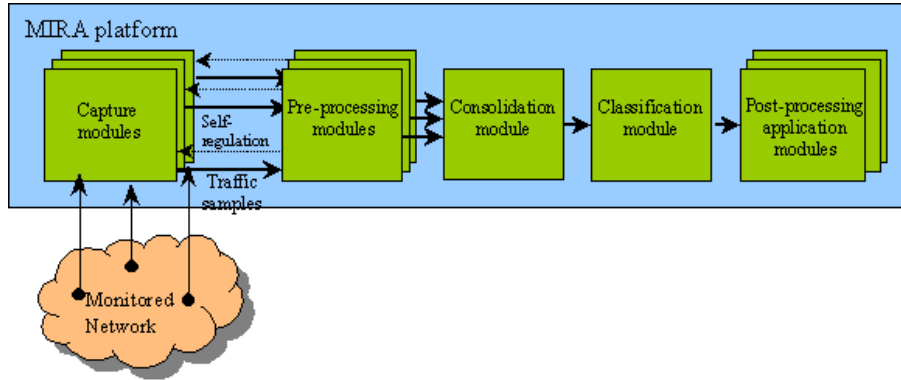 MIRA platform
Capture
modules
Self-
regulation
Traffic
samples
Pre-processing
modules
Consolidation
module
Classification
module
Post-processing
application
modules
Monitored
Network